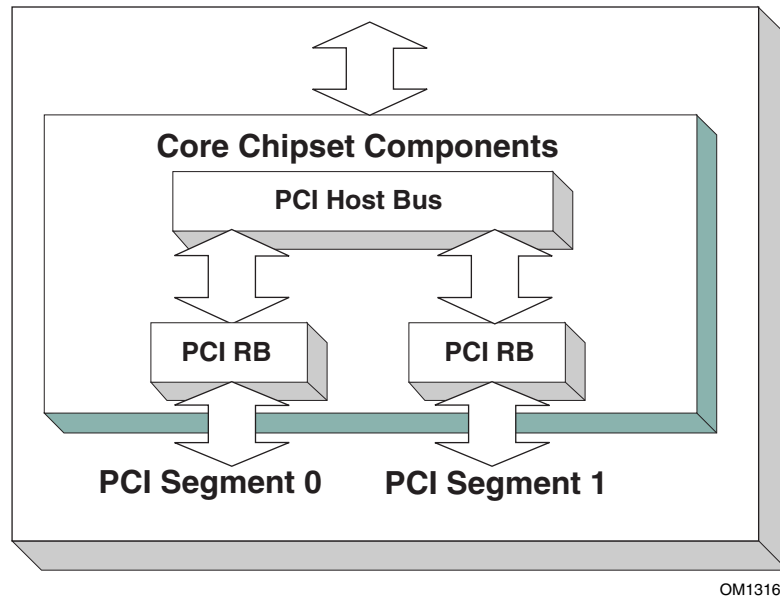 Core Chipset Components
PCI Host Bus
PCI RB PCI RB
PCI Segment 0 PCI Segment 1
OM1316